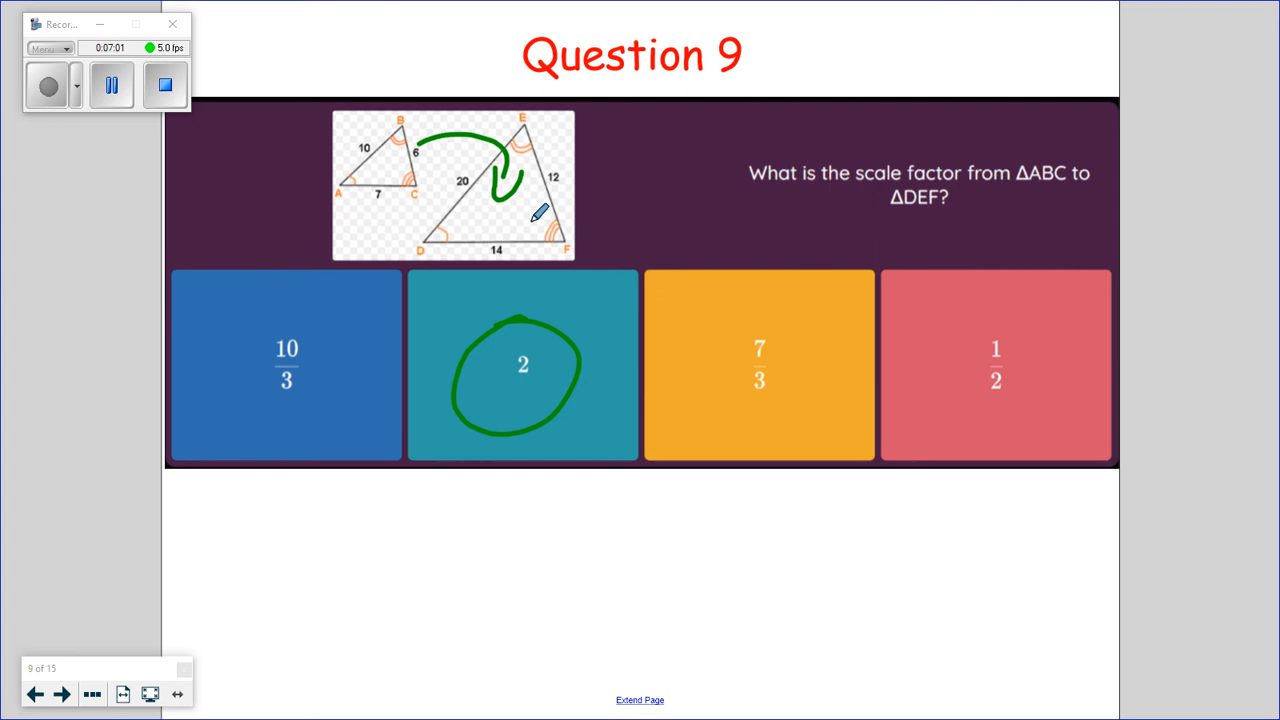 Recor...
Menu
0:07:01
5.0 fps
Question 9
B
10
6
A
7
C
E
20
12
D
14
F
What is the scale factor from ΔABC to
ΔDEF?
10
3
2
7
3
1
2
9 of 15
Extend Page